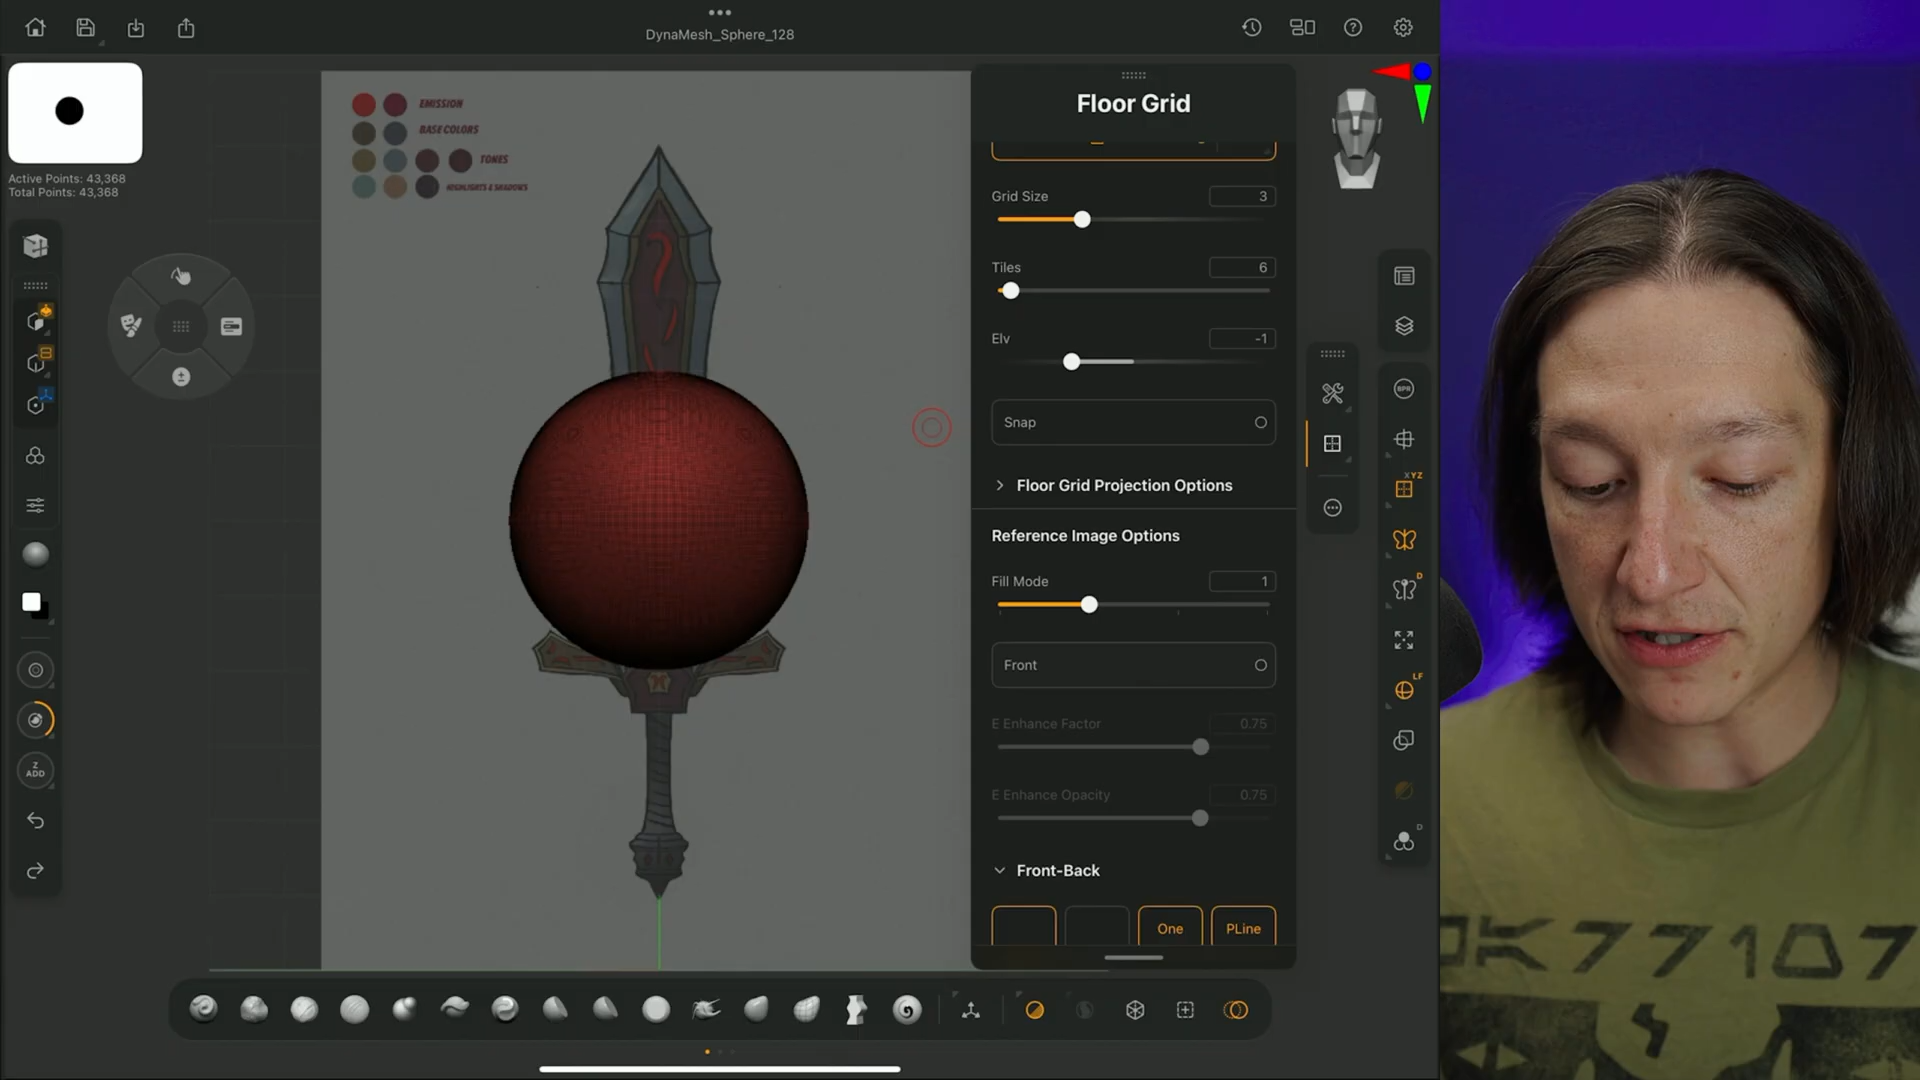 DynaMesh_Sphere_128
Active Points: 43,368
Total Points: 43,368
EMISSION
BASE COLORS
TONES
HIGHLIGHTS & SHADOWS
Floor Grid
Grid Size 3
Tiles 6
Elv -1
Snap
Floor Grid Projection Options
Reference Image Options
Fill Mode 1
Front
E Enhance Factor 0.75
E Enhance Opacity 0.75
Front-Back
One PLine
BPR
XYZ
D
LF
D
Z
ADD